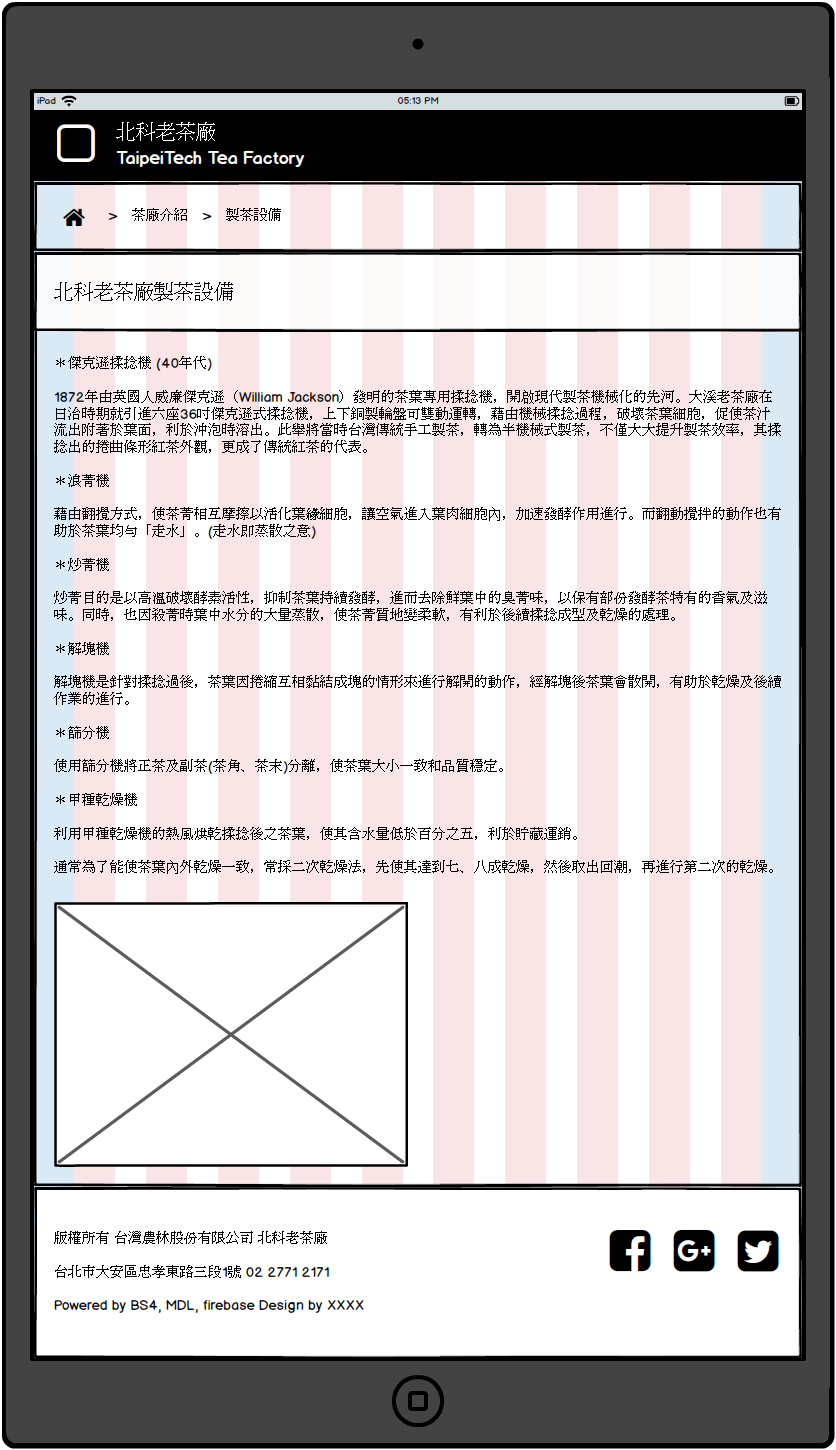 iPad
05:13 PM
北科老茶廠
TaipeiTech Tea Factory
> 茶廠介紹 > 製茶設備
北科老茶廠製茶設備
＊傑克遜揉捻機 (40年代)
1872年由英國人威廉傑克遜（William Jackson）發明的茶葉專用揉捻機，開啟現代製茶機械化的先河。大溪老茶廠在
日治時期就引進六座36吋傑克遜式揉捻機，上下銅製輪盤可雙動運轉，藉由機械揉捻過程，破壞茶葉細胞，促使茶汁
流出附著於葉面，利於沖泡時溶出。此舉將當時台灣傳統手工製茶，轉為半機械式製茶，不僅大大提升製茶效率，其揉
捻出的捲曲條形紅茶外觀，更成了傳統紅茶的代表。
＊浪菁機
藉由翻攪方式，使茶菁相互摩擦以活化葉緣細胞，讓空氣進入葉肉細胞內，加速發酵作用進行。而翻動攪拌的動作也有
助於茶葉均勻「走水」。(走水即蒸散之意)
＊炒菁機
炒菁目的是以高溫破壞酵素活性，抑制茶葉持續發酵，進而去除鮮葉中的臭菁味，以保有部份發酵茶特有的香氣及滋
味。同時，也因殺菁時葉中水分的大量蒸散，使茶菁質地變柔軟，有利於後續揉捻成型及乾燥的處理。
＊解塊機
解塊機是針對揉捻過後，茶葉因捲縮互相黏結成塊的情形來進行解開的動作，經解塊後茶葉會散開，有助於乾燥及後續
作業的進行。
＊篩分機
使用篩分機將正茶及副茶(茶角、茶末)分離，使茶葉大小一致和品質穩定。
＊甲種乾燥機
利用甲種乾燥機的熱風烘乾揉捻後之茶葉，使其含水量低於百分之五，利於貯藏運銷。
通常為了能使茶葉內外乾燥一致，常採二次乾燥法，先使其達到七、八成乾燥，然後取出回潮，再進行第二次的乾燥。
版權所有 台灣農林股份有限公司 北科老茶廠
台北市大安區忠孝東路三段1號 02 2771 2171
Powered by BS4, MDL, firebase Design by XXXX